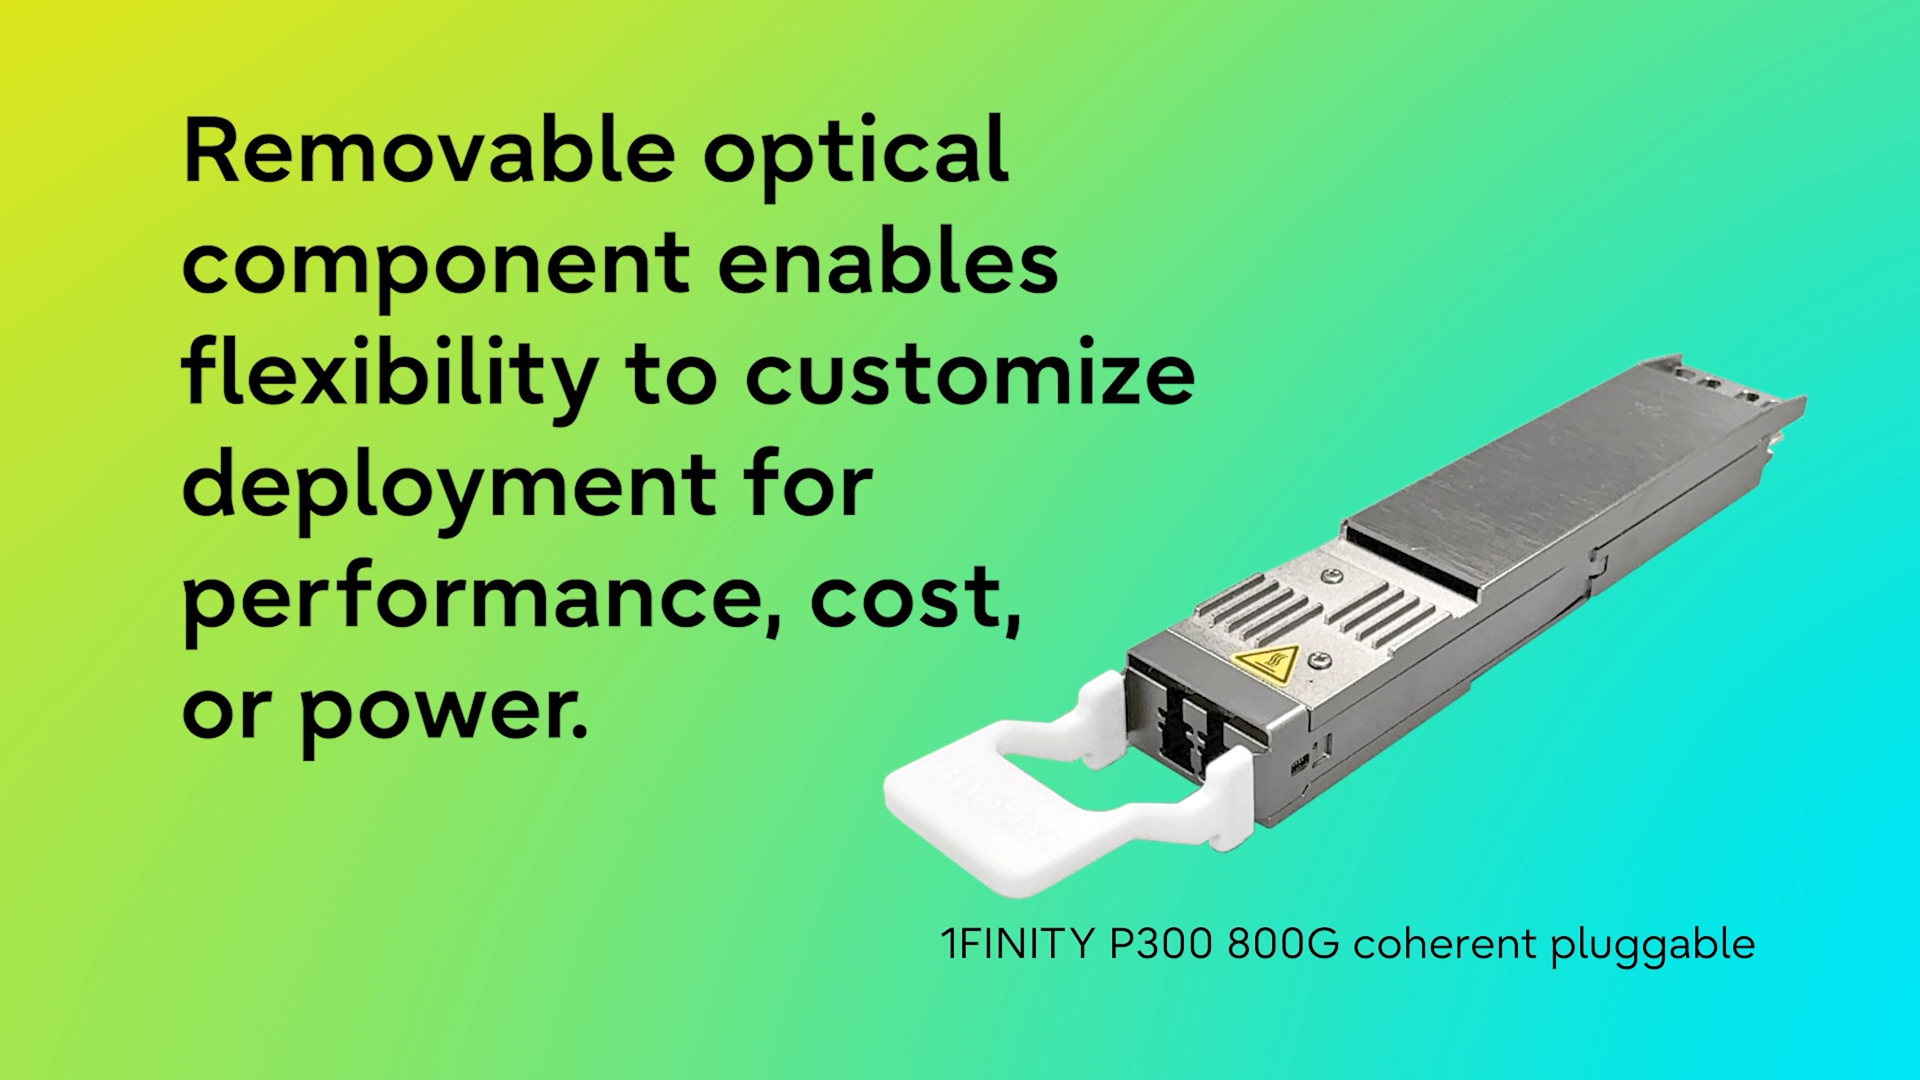 Removable optical
component enables
flexibility to customize
deployment for
performance, cost,
or power.
1FINITY P300 800G coherent pluggable